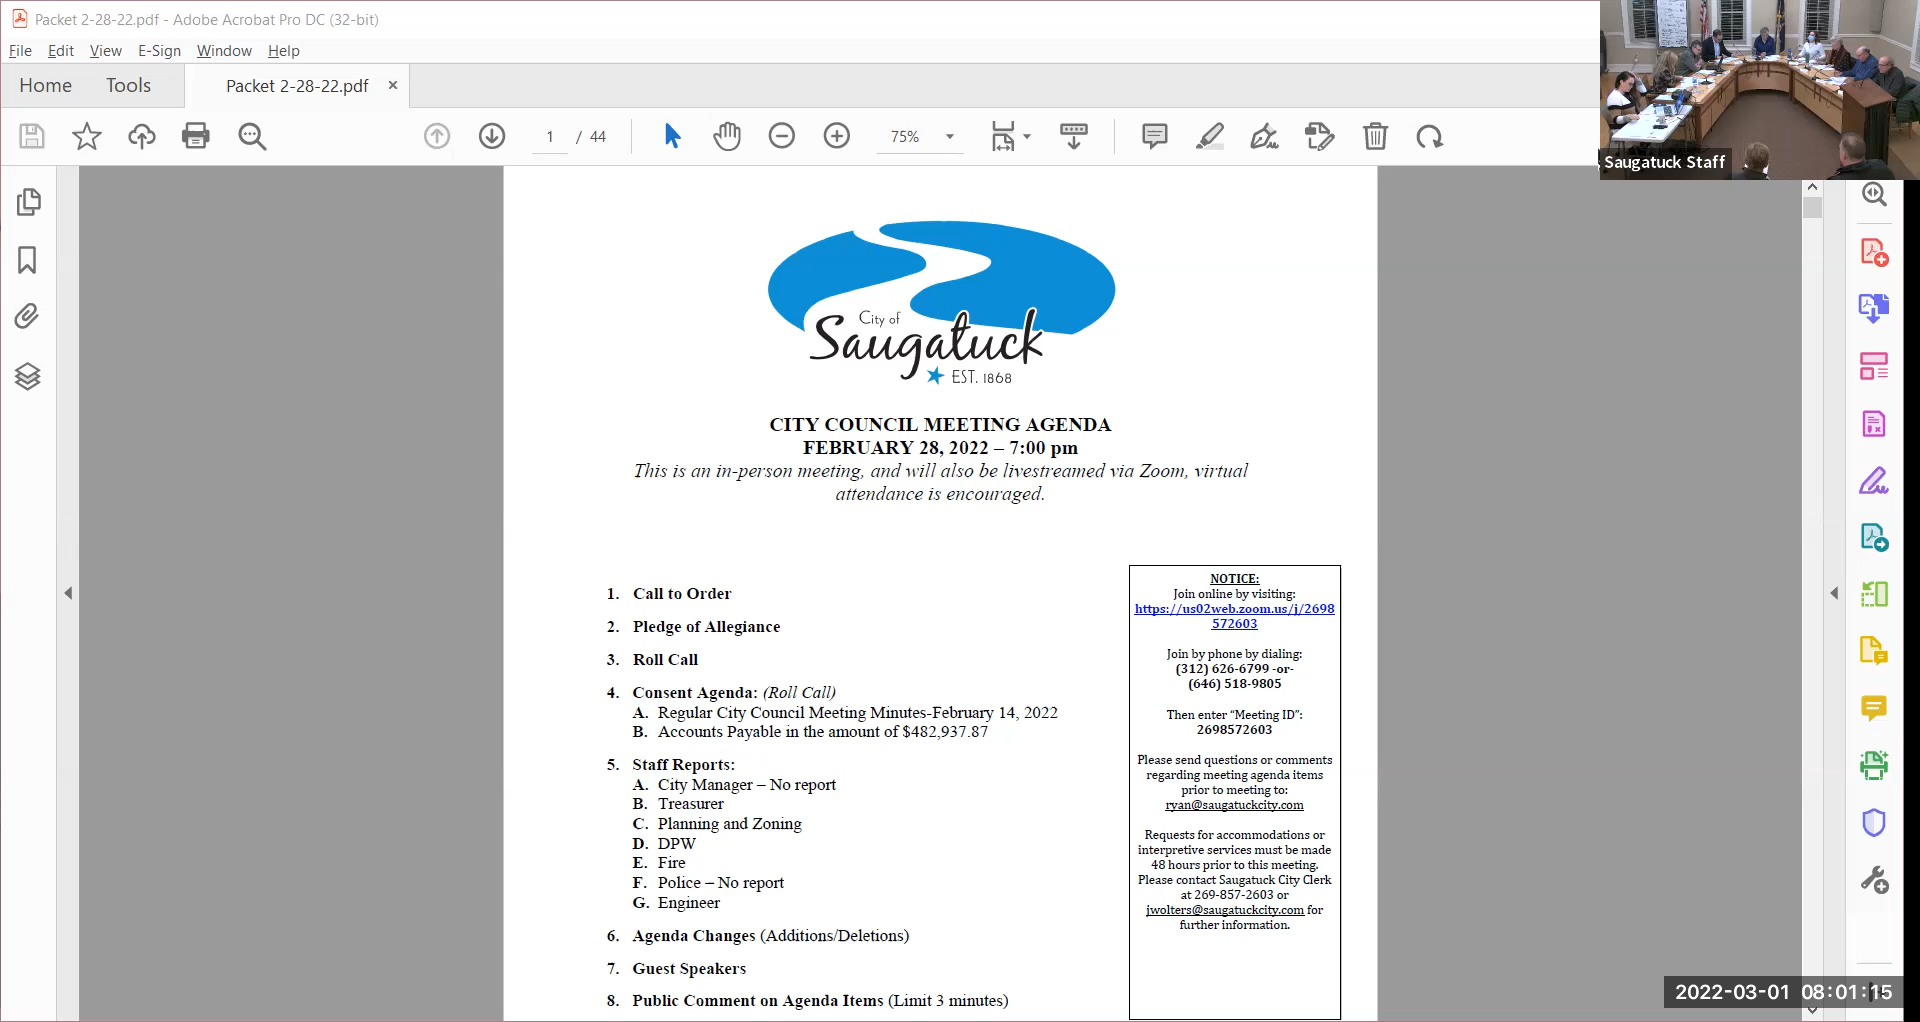 Packet 2-28-22.pdf - Adobe Acrobat Pro DC (32-bit)
File Edit View E-Sign Window Help
Home Tools Packet 2-28-22.pdf ×
1 / 44 75%
Saugatuck Staff
City of
Saugatuck
EST. 1868
CITY COUNCIL MEETING AGENDA
FEBRUARY 28, 2022 – 7:00 pm
This is an in-person meeting, and will also be livestreamed via Zoom, virtual
attendance is encouraged.
1. Call to Order
2. Pledge of Allegiance
3. Roll Call
4. Consent Agenda: (Roll Call)
A. Regular City Council Meeting Minutes-February 14, 2022
B. Accounts Payable in the amount of $482,937.87
5. Staff Reports:
A. City Manager – No report
B. Treasurer
C. Planning and Zoning
D. DPW
E. Fire
F. Police – No report
G. Engineer
6. Agenda Changes (Additions/Deletions)
7. Guest Speakers
8. Public Comment on Agenda Items (Limit 3 minutes)
NOTICE:
Join online by visiting:
https://us02web.zoom.us/j/2698
572603
Join by phone by dialing:
(312) 626-6799 -or-
(646) 518-9805
Then enter “Meeting ID”:
2698572603
Please send questions or comments
regarding meeting agenda items
prior to meeting to:
ryan@saugatuckcity.com
Requests for accommodations or
interpretive services must be made
48 hours prior to this meeting.
Please contact Saugatuck City Clerk
at 269-857-2603 or
jwolters@saugatuckcity.com for
further information.
2022-03-01 08:01:15